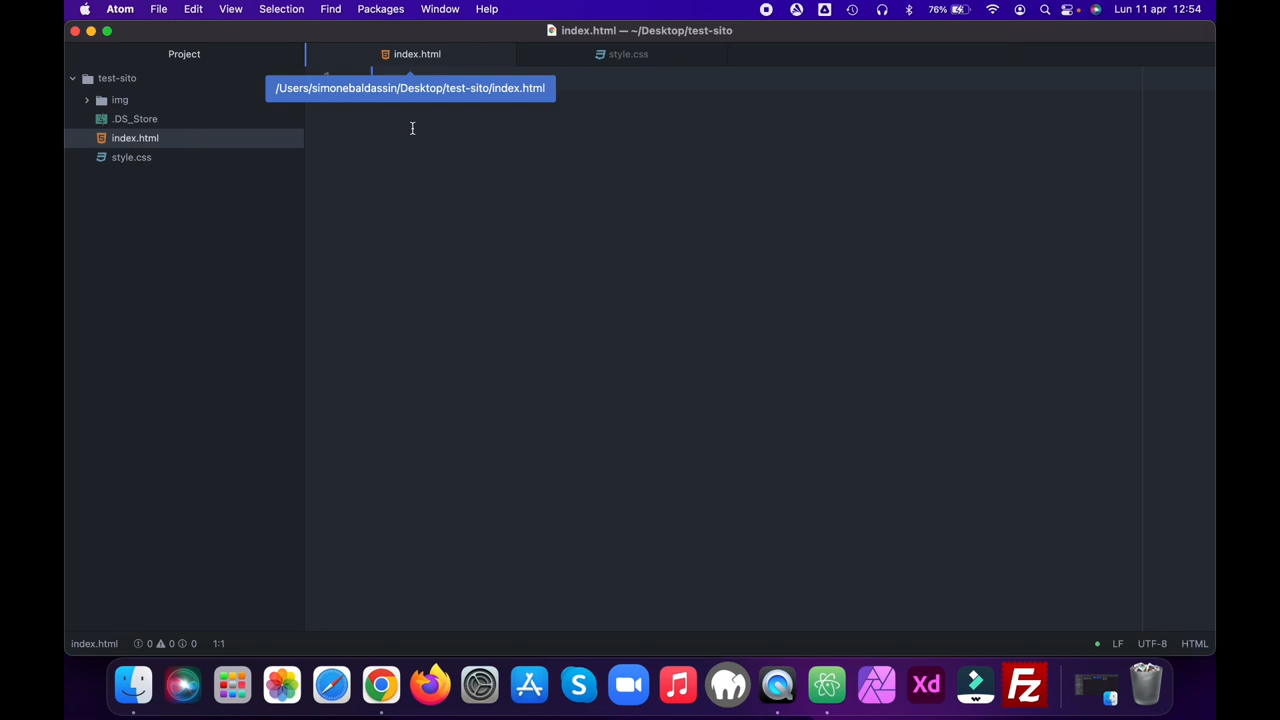 Atom File Edit View Selection Find Packages Window Help 76% Lun 11 apr 12:54
index.html — ~/Desktop/test-sito
Project index.html style.css
test-sito
/Users/simonebaldassin/Desktop/test-sito/index.html
img
.DS_Store
index.html
style.css
index.html 0 0 0 1:1 LF UTF-8 HTML
S Xd Fz